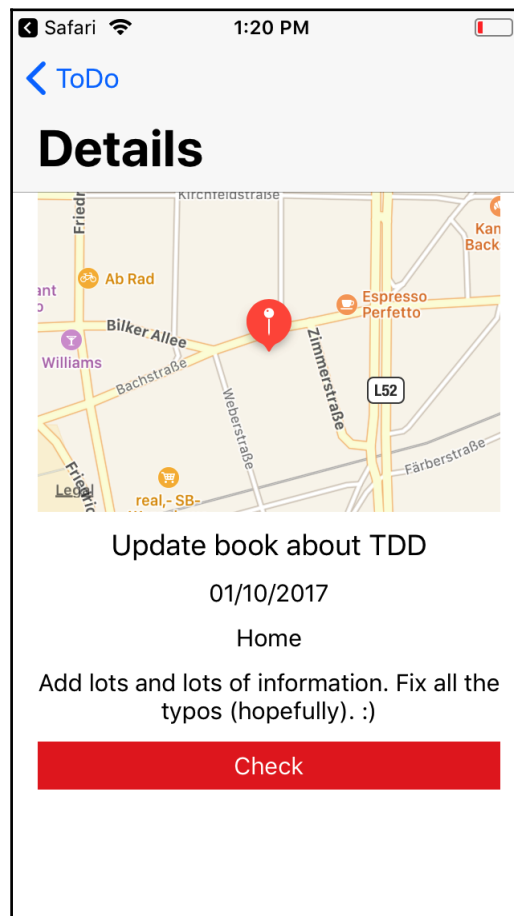 Safari
1:20 PM
ToDo
Details
Kirchfeldstraße
Ab Rad
Kan
Back
Espresso
Perfetto
Bilker Allee
Williams
Bachstraße
Zimmerstraße
L52
Weberstraße
Färberstraße
Legal
real,- SB-
Update book about TDD
01/10/2017
Home
Add lots and lots of information. Fix all the
typos (hopefully). :)
Check